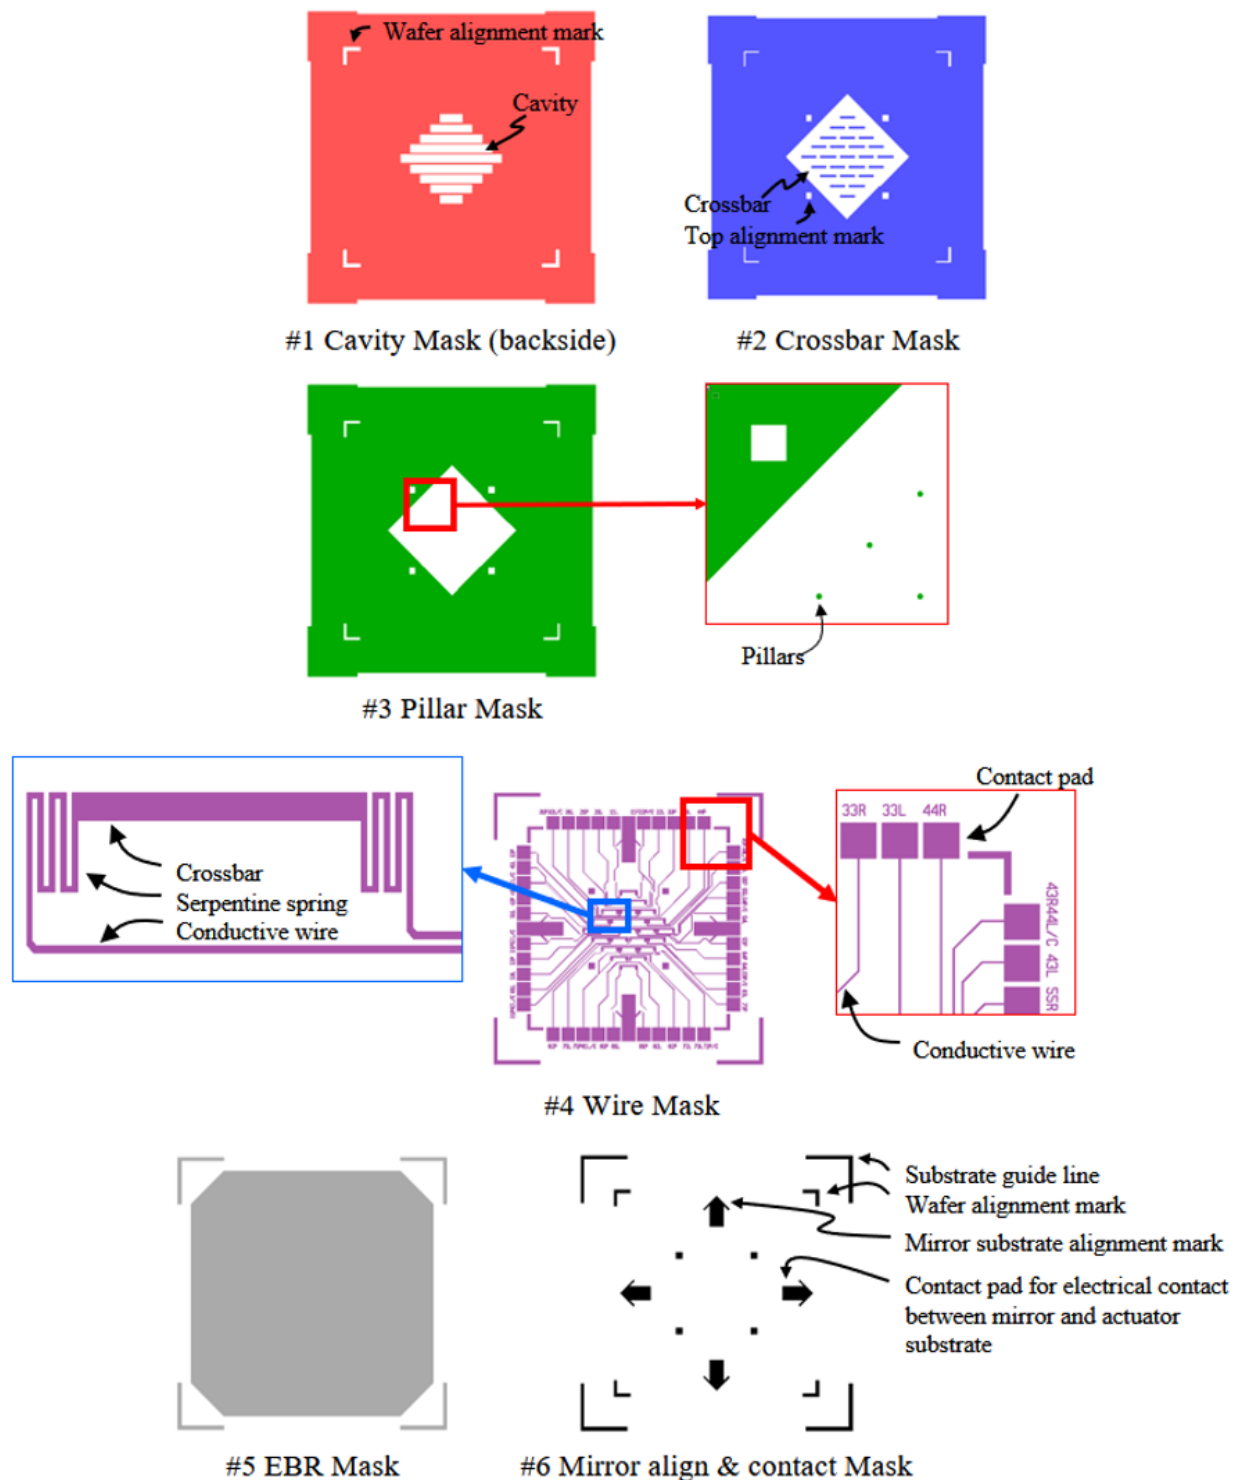 Wafer alignment mark
Cavity
Crossbar
Top alignment mark
#1 Cavity Mask (backside)
#2 Crossbar Mask
Pillars
#3 Pillar Mask
Crossbar
Serpentine spring
Conductive wire
Contact pad
33R 33L 44R
43R44L/C 43L 55R
Conductive wire
#4 Wire Mask
Substrate guide line
Wafer alignment mark
Mirror substrate alignment mark
Contact pad for electrical contact
between mirror and actuator
substrate
#5 EBR Mask
#6 Mirror align & contact Mask